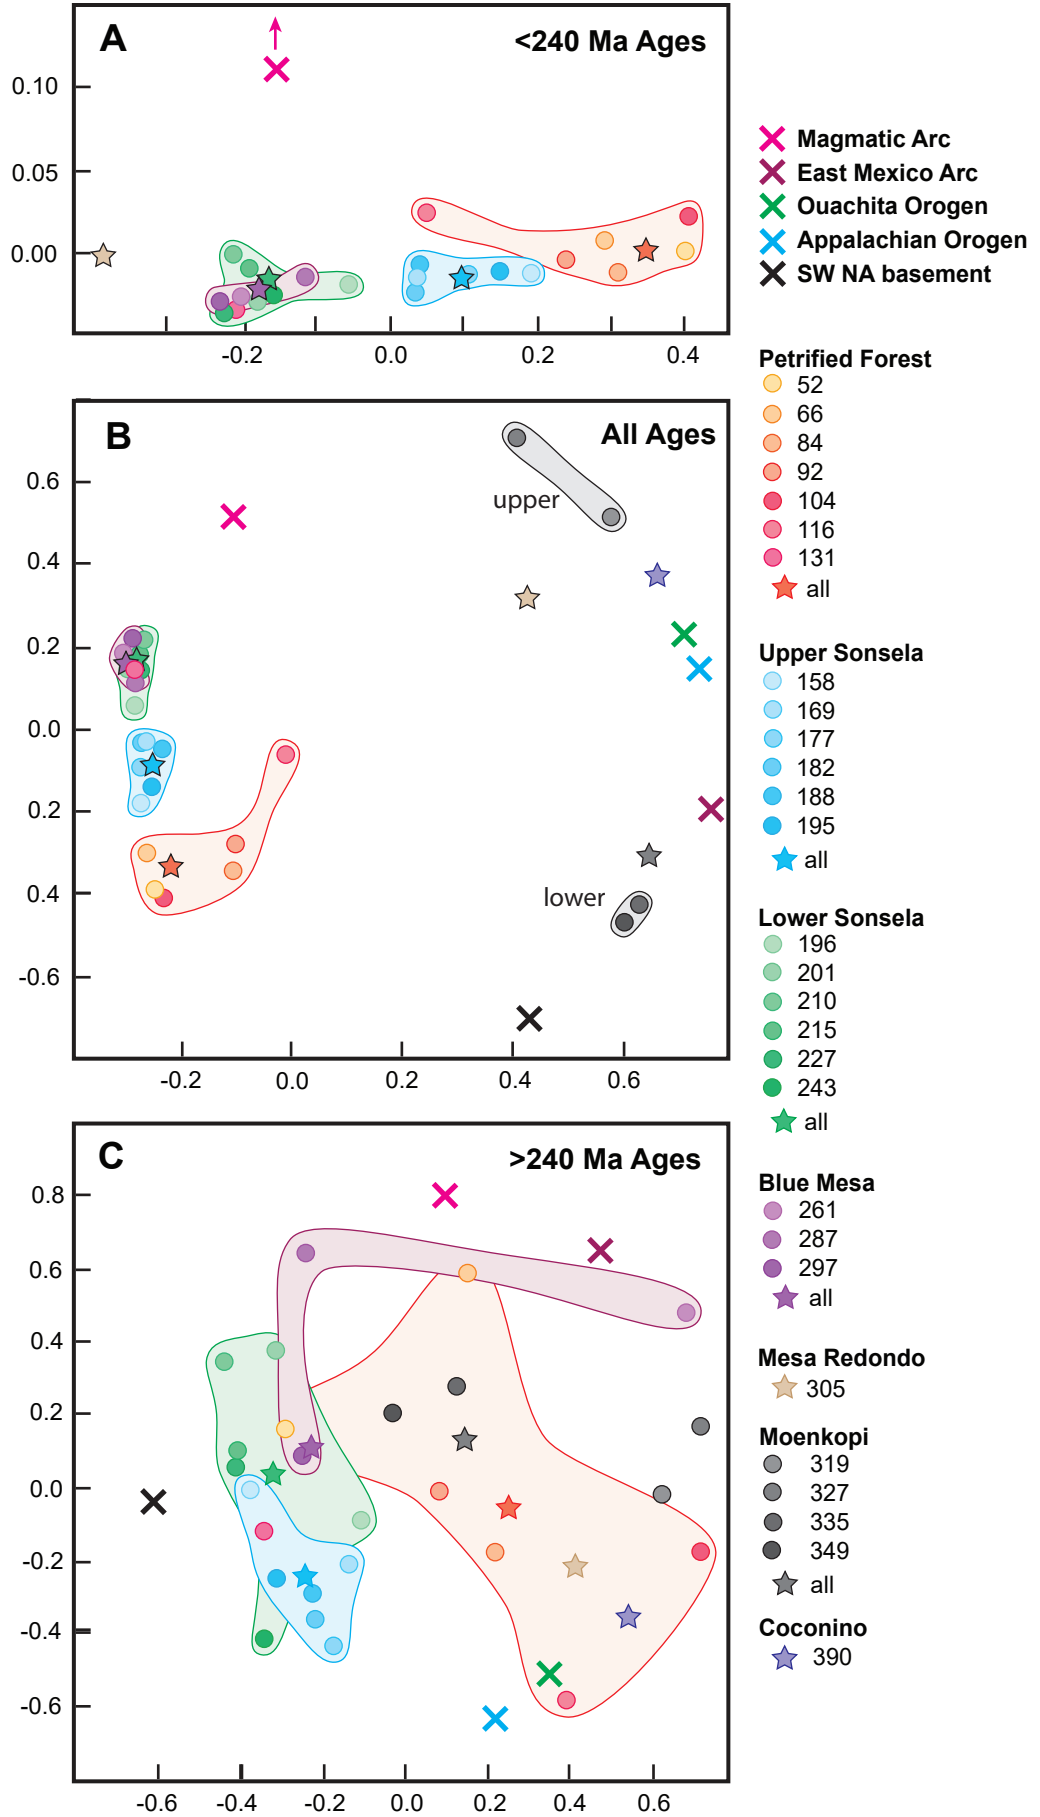 A
<240 Ma Ages
0.10
0.05
0.00
-0.2
0.0
0.2
0.4
B
All Ages
upper
lower
0.6
0.4
0.2
0.0
0.2
0.4
-0.6
-0.2
0.0
0.2
0.4
0.6
C
>240 Ma Ages
0.8
0.6
0.4
0.2
0.0
-0.2
-0.4
-0.6
-0.6
-0.4
-0.2
0.0
0.2
0.4
0.6
Magmatic Arc
East Mexico Arc
Ouachita Orogen
Appalachian Orogen
SW NA basement
Petrified Forest
52
66
84
92
104
116
131
all
Upper Sonsela
158
169
177
182
188
195
all
Lower Sonsela
196
201
210
215
227
243
all
Blue Mesa
261
287
297
all
Mesa Redondo
305
Moenkopi
319
327
335
349
all
Coconino
390